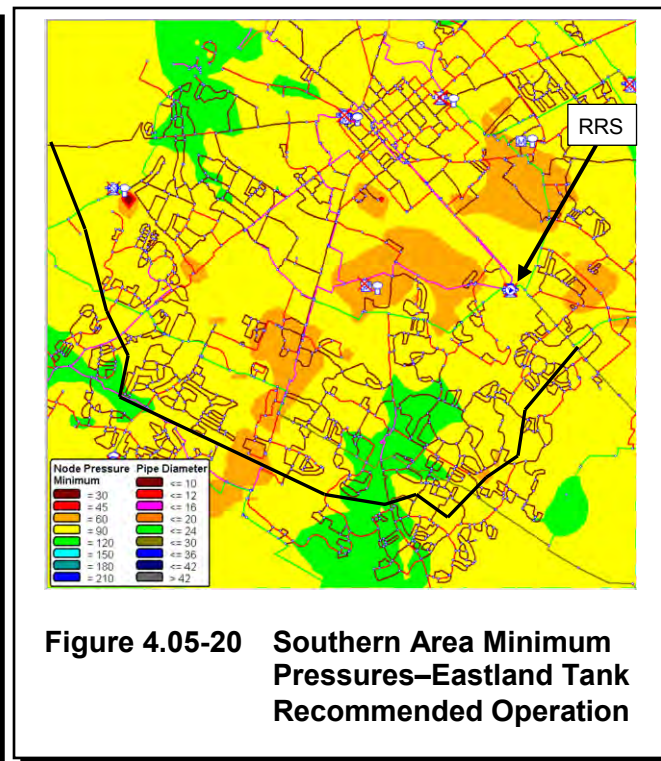 RRS
Node Pressure Pipe Diameter
Minimum
= 30 <= 10
= 45 <= 12
= 60 <= 16
= 90 <= 20
= 120 <= 24
= 150 <= 30
= 180 <= 36
= 210 <= 42
> 42
Figure 4.05-20 Southern Area Minimum
Pressures–Eastland Tank
Recommended Operation